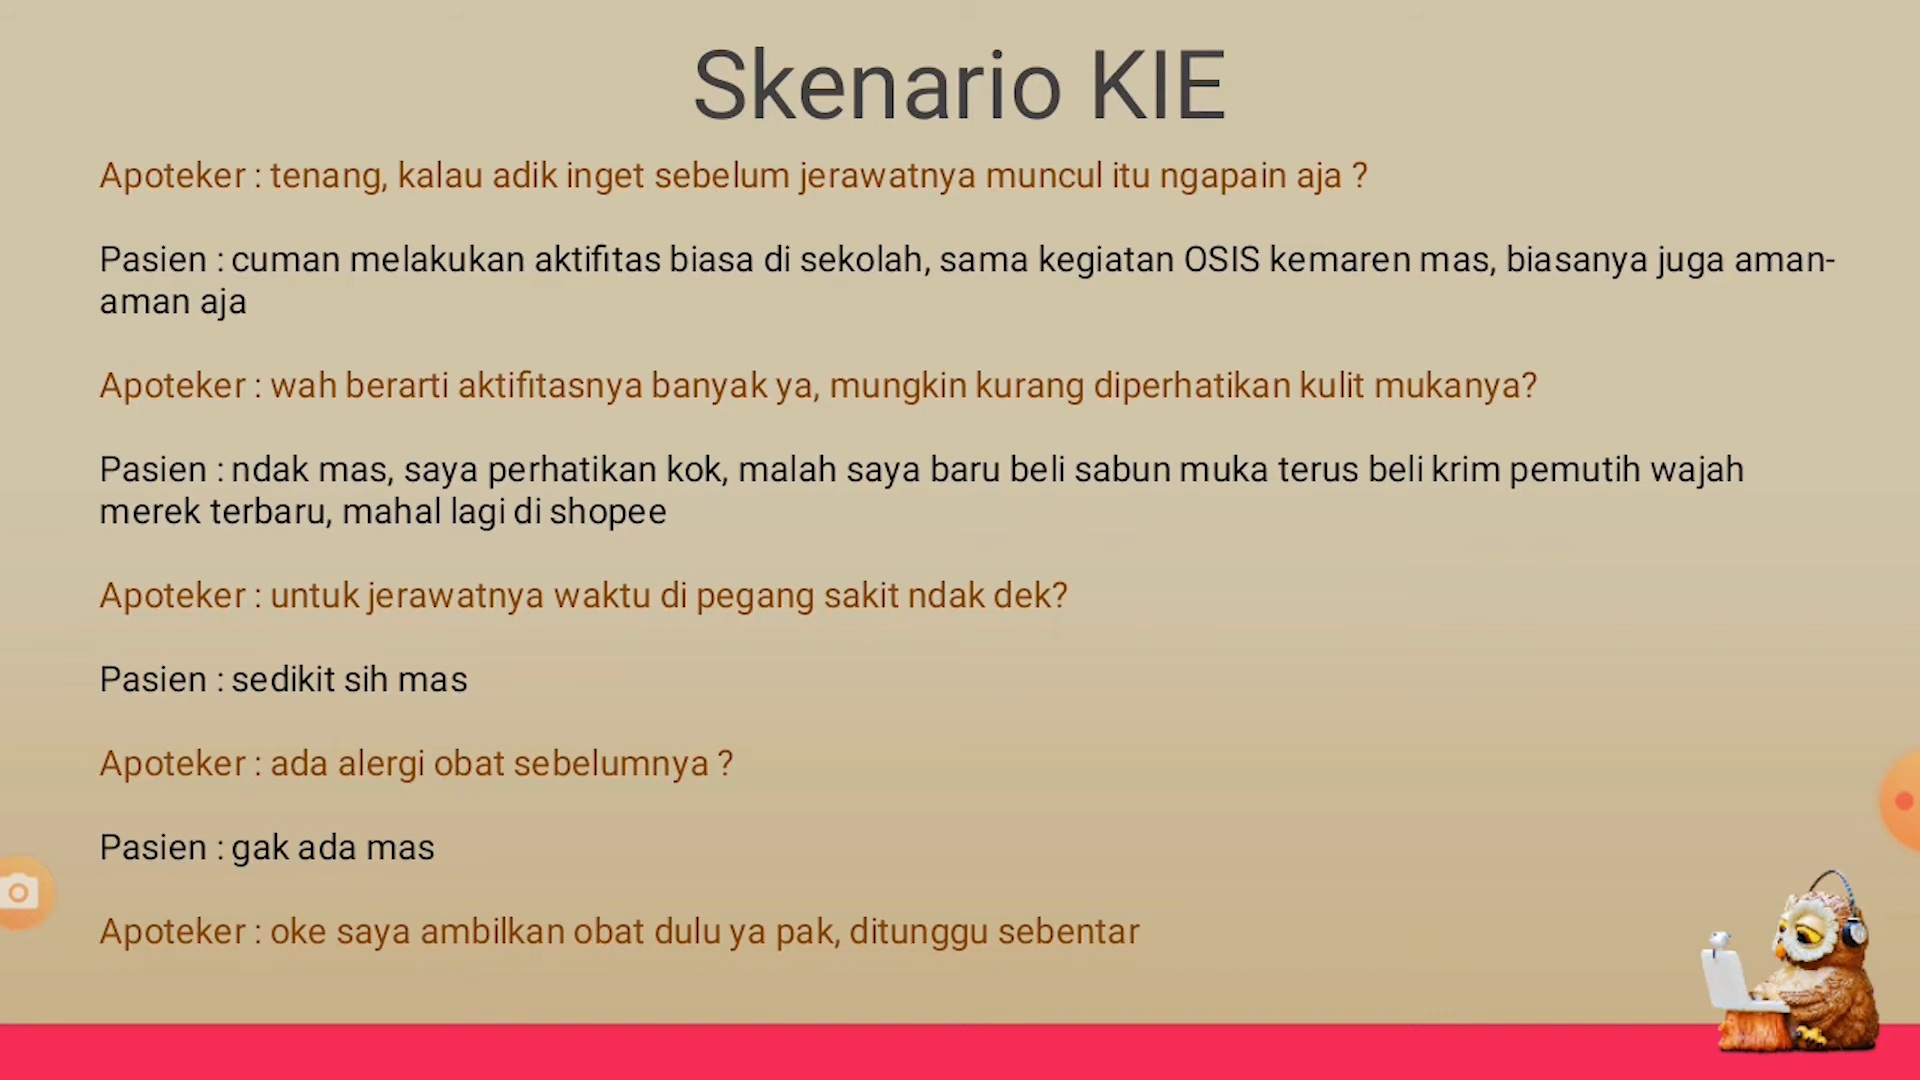 Skenario KIE
Apoteker : tenang, kalau adik inget sebelum jerawatnya muncul itu ngapain aja ?
Pasien : cuman melakukan aktifitas biasa di sekolah, sama kegiatan OSIS kemaren mas, biasanya juga aman-
aman aja
Apoteker : wah berarti aktifitasnya banyak ya, mungkin kurang diperhatikan kulit mukanya?
Pasien : ndak mas, saya perhatikan kok, malah saya baru beli sabun muka terus beli krim pemutih wajah
merek terbaru, mahal lagi di shopee
Apoteker : untuk jerawatnya waktu di pegang sakit ndak dek?
Pasien : sedikit sih mas
Apoteker : ada alergi obat sebelumnya ?
Pasien : gak ada mas
Apoteker : oke saya ambilkan obat dulu ya pak, ditunggu sebentar